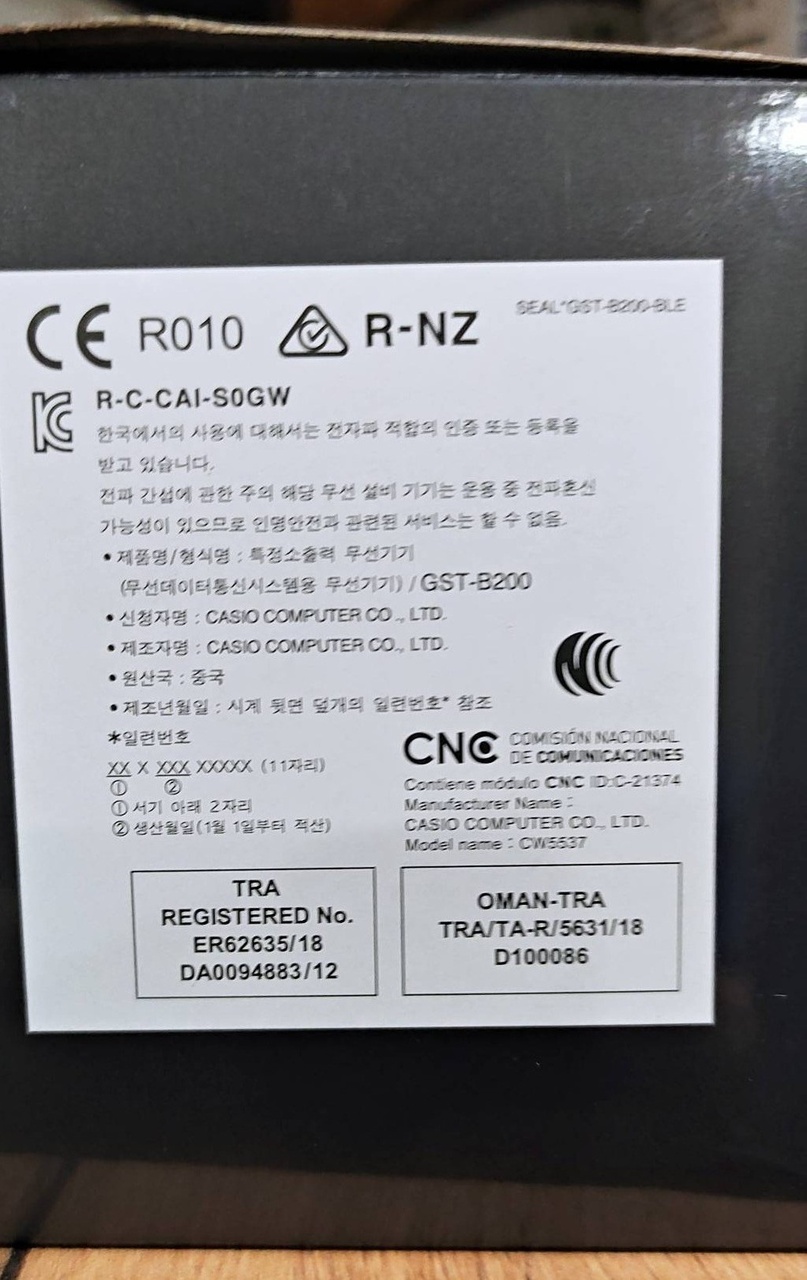 CE R010 R-NZ
SEAL*GST-B200-BLE
R-C-CAI-S0GW
한국에서의 사용에 대해서는 전자파 적합의 인증 또는 등록을
받고 있습니다.
전파 간섭에 관한 주의 해당 무선 설비 기기는 운용 중 전파혼신
가능성이 있으므로 인명안전과 관련된 서비스는 할 수 없음.
• 제품명/형식명 : 특정소출력 무선기기
(무선데이터통신시스템용 무선기기) / GST-B200
• 신청자명 : CASIO COMPUTER CO., LTD.
• 제조자명 : CASIO COMPUTER CO., LTD.
• 원산국 : 중국
• 제조년월일 : 시계 뒷면 덮개의 일련번호* 참조
*일련번호
XX X XXX XXXXX (11자리)
① ②
① 서기 아래 2자리
② 생산월일(1월 1일부터 적산)
CNC COMISIÓN NACIONAL
DE COMUNICACIONES
Contiene módulo CNC ID:C-21374
Manufacturer Name :
CASIO COMPUTER CO., LTD.
Model name : CW5537
TRA
REGISTERED No.
ER62635/18
DA0094883/12
OMAN-TRA
TRA/TA-R/5631/18
D100086